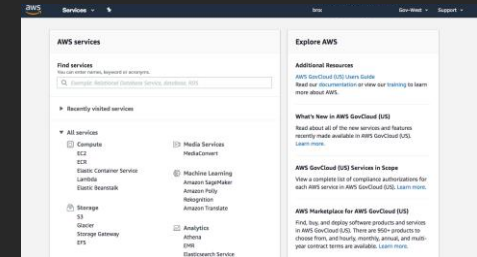 aws
Services
Gov-West
Support
AWS services
Find services
You can enter names, keywords or acronyms.
Example: Relational Database Service, database, RDS
Recently visited services
All services
Compute
EC2
ECR
Elastic Container Service
Lambda
Elastic Beanstalk
Storage
S3
Glacier
Storage Gateway
EFS
Media Services
MediaConvert
Machine Learning
Amazon SageMaker
Amazon Polly
Rekognition
Amazon Translate
Analytics
Athena
EMR
Elasticsearch Service
Explore AWS
Additional Resources
AWS GovCloud (US) Users Guide
Read our documentation or view our training to learn
more about AWS.
What's New in AWS GovCloud (US)
Read about all of the new services and features
recently made available in AWS GovCloud (US).
Learn more.
AWS GovCloud (US) Services in Scope
View a complete list of compliance authorizations for
each AWS service in AWS GovCloud (US). Learn more.
AWS Marketplace for AWS GovCloud (US)
Find, buy, and deploy software products and services
in AWS GovCloud (US). There are 950+ products to
choose from, and hourly, monthly, annual, and multi-
year contract terms are available. Learn more.